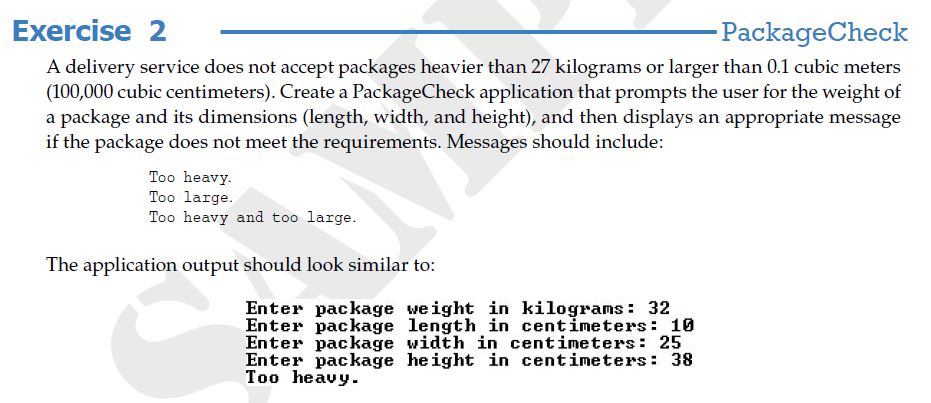 Exercise 2 PackageCheck
A delivery service does not accept packages heavier than 27 kilograms or larger than 0.1 cubic meters
(100,000 cubic centimeters). Create a PackageCheck application that prompts the user for the weight of
a package and its dimensions (length, width, and height), and then displays an appropriate message
if the package does not meet the requirements. Messages should include:
Too heavy.
Too large.
Too heavy and too large.
The application output should look similar to:
Enter package weight in kilograms: 32
Enter package length in centimeters: 10
Enter package width in centimeters: 25
Enter package height in centimeters: 38
Too heavy.
SAMP